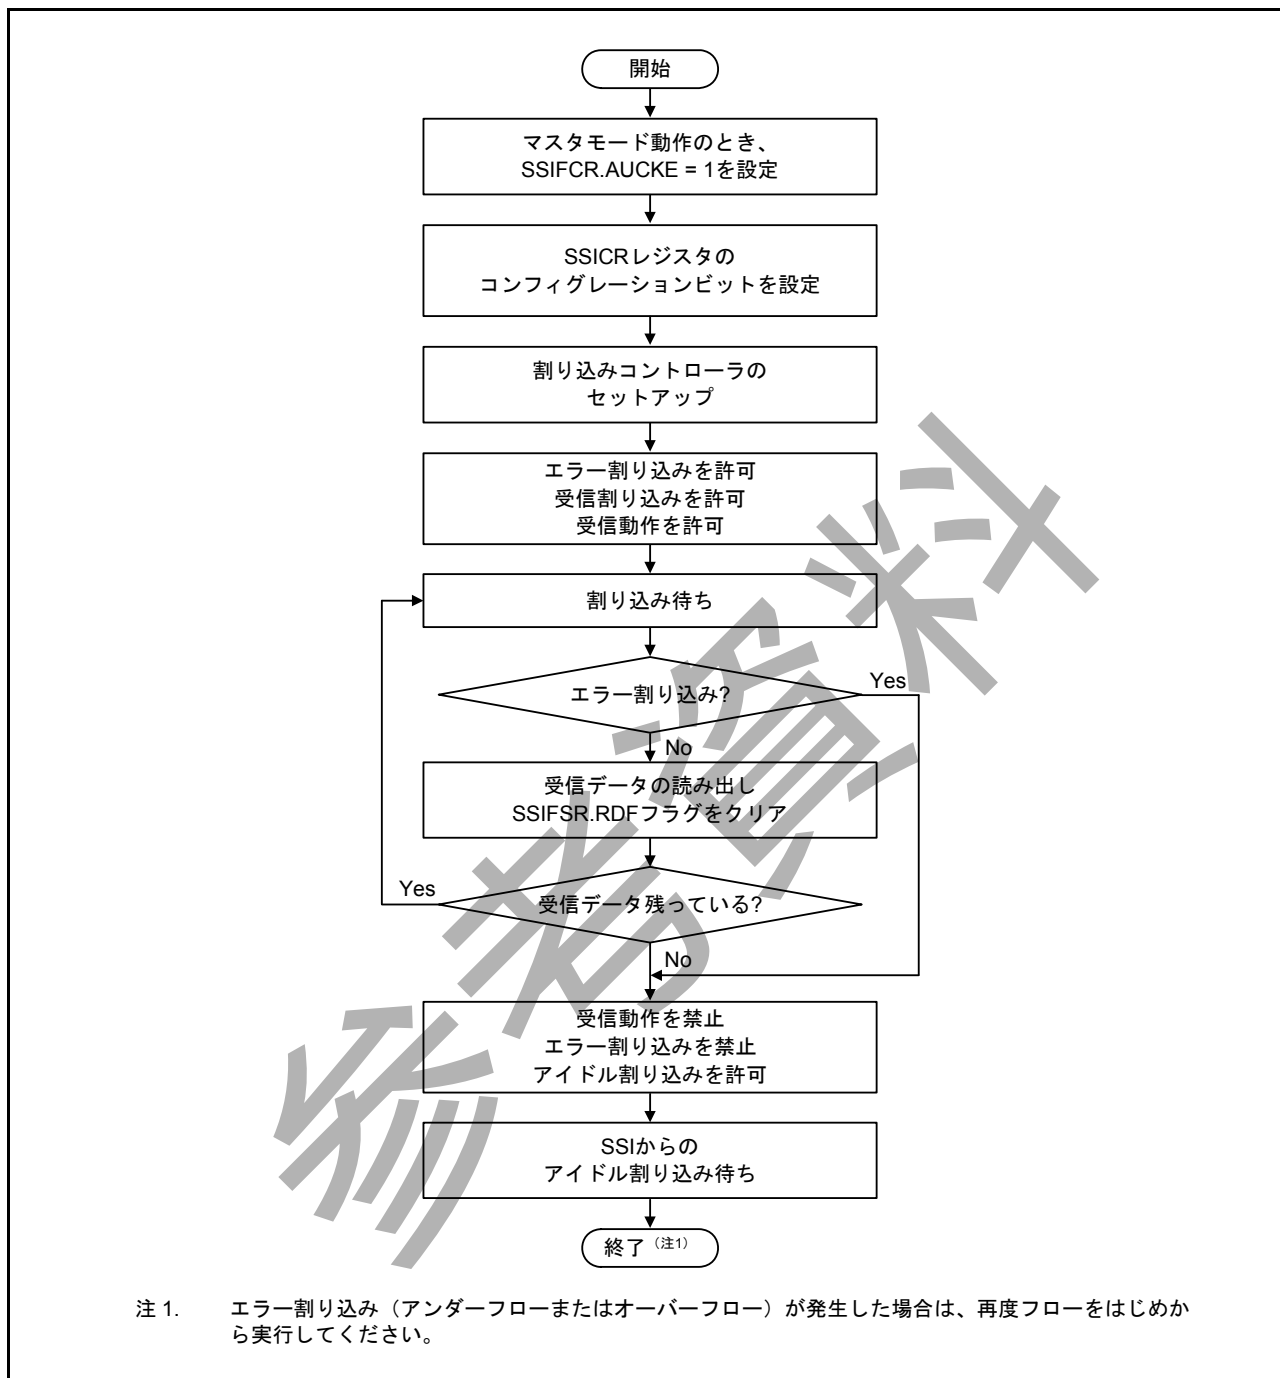 開始
マスタモード動作のとき、
SSIFCR.AUCKE = 1を設定
SSICRレジスタの
コンフィグレーションビットを設定
割り込みコントローラの
セットアップ
エラー割り込みを許可
受信割り込みを許可
受信動作を許可
割り込み待ち
エラー割り込み?
Yes
No
受信データの読み出し
SSIFSR.RDFフラグをクリア
Yes
受信データ残っている?
No
受信動作を禁止
エラー割り込みを禁止
アイドル割り込みを許可
SSIからの
アイドル割り込み待ち
終了（注1）
注 1. エラー割り込み（アンダーフローまたはオーバーフロー）が発生した場合は、再度フローをはじめか
ら実行してください。
参考資料